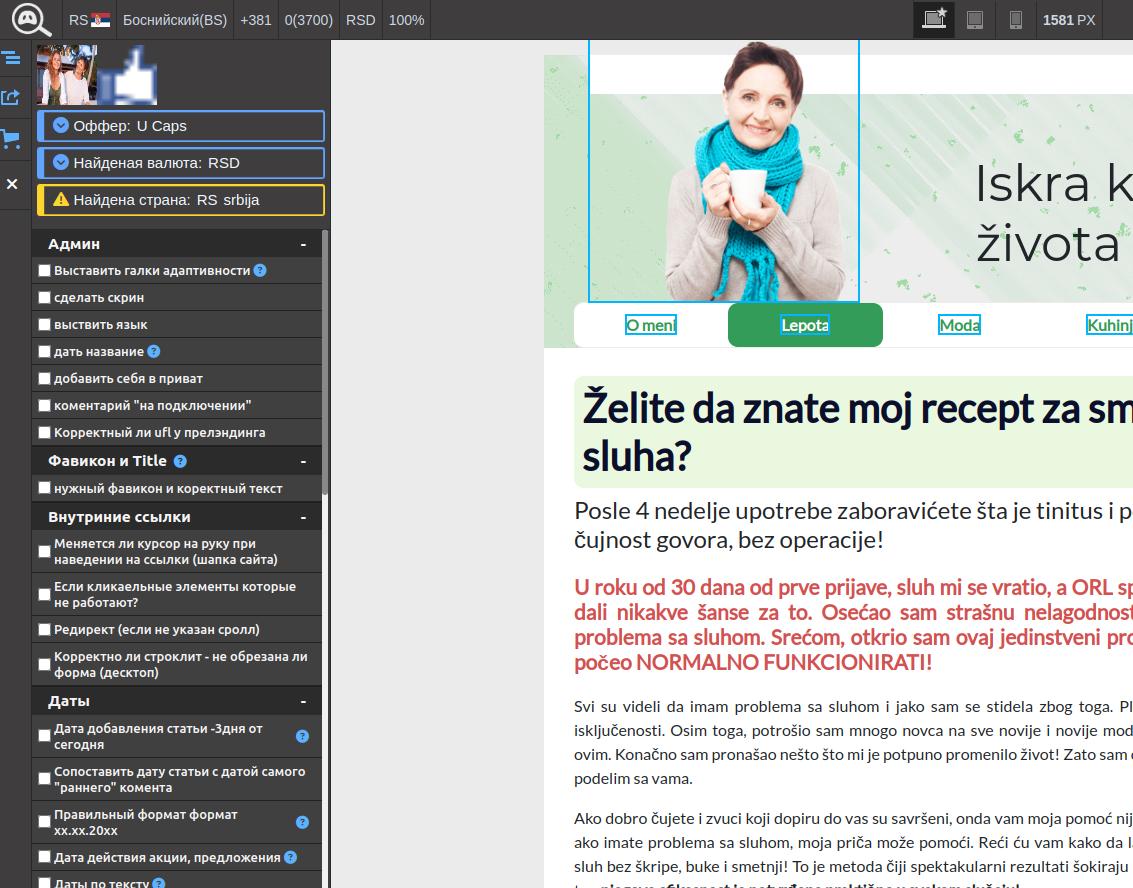 RS Боснийский(BS) +381 0(3700) RSD 100% 1581 PX
Оффер: U Caps
Найденая валюта: RSD
Найдена страна: RS srbija
Админ -
Выставить галки адаптивности ?
сделать скрин
выствить язык
дать название ?
добавить себя в приват
коментарий "на подключении"
Корректный ли ufl у прелэндинга
Фавикон и Title ? -
нужный фавикон и коректный текст
Внутриние ссылки -
Меняется ли курсор на руку при
наведении на ссылки (шапка сайта)
Если кликаельные элементы которые
не работают?
Редирект (если не указан сролл)
Корректно ли строклит - не обрезана ли
форма (десктоп)
Даты -
Дата добавления статьи -3дня от
сегодня ?
Сопоставить дату статьи с датой самого
"раннего" комента
Правильный формат формат
xx.xx.20xx ?
Дата действия акции, предложения ?
Даты по тексту ?
Iskra k
života
O meni Lepota Moda Kuhinj
Želite da znate moj recept za sm
sluha?
Posle 4 nedelje upotrebe zaboravićete šta je tinitus i p
čujnost govora, bez operacije!
U roku od 30 dana od prve prijave, sluh mi se vratio, a ORL sp
dali nikakve šanse za to. Osećao sam strašnu nelagodnost
problema sa sluhom. Srećom, otkrio sam ovaj jedinstveni pro
počeo NORMALNO FUNKCIONIRATI!
Svi su videli da imam problema sa sluhom i jako sam se stidela zbog toga. Pl
isključenosti. Osim toga, potrošio sam mnogo novca na sve novije i novije mod
ovim. Konačno sam pronašao nešto što mi je potpuno promenilo život! Zato sam
podelim sa vama.
Ako dobro čujete i zvuci koji dopiru do vas su savršeni, onda vam moja pomoć nij
ako imate problema sa sluhom, moja priča može pomoći. Reći ću vam kako da l
sluh bez škripe, buke i smetnji! To je metoda čiji spektakularni rezultati šokiraju